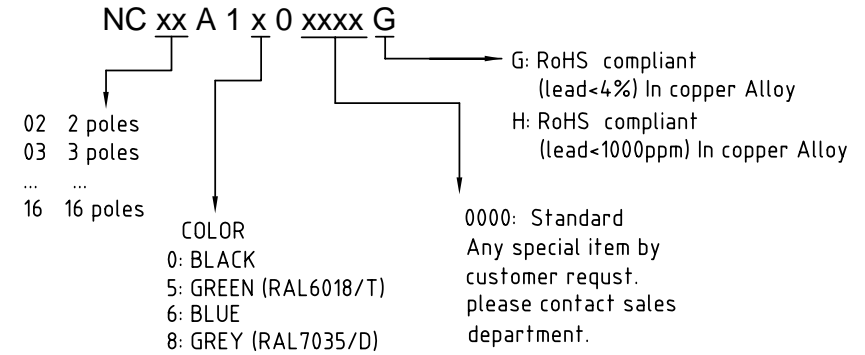 NC xx A 1 x 0 xxxx G
G: RoHS compliant
(lead<4%) In copper Alloy
H: RoHS compliant
(lead<1000ppm) In copper Alloy
02 2 poles
03 3 poles
... ...
16 16 poles
COLOR
0: BLACK
5: GREEN (RAL6018/T)
6: BLUE
8: GREY (RAL7035/D)
0000: Standard
Any special item by
customer requst.
please contact sales
department.